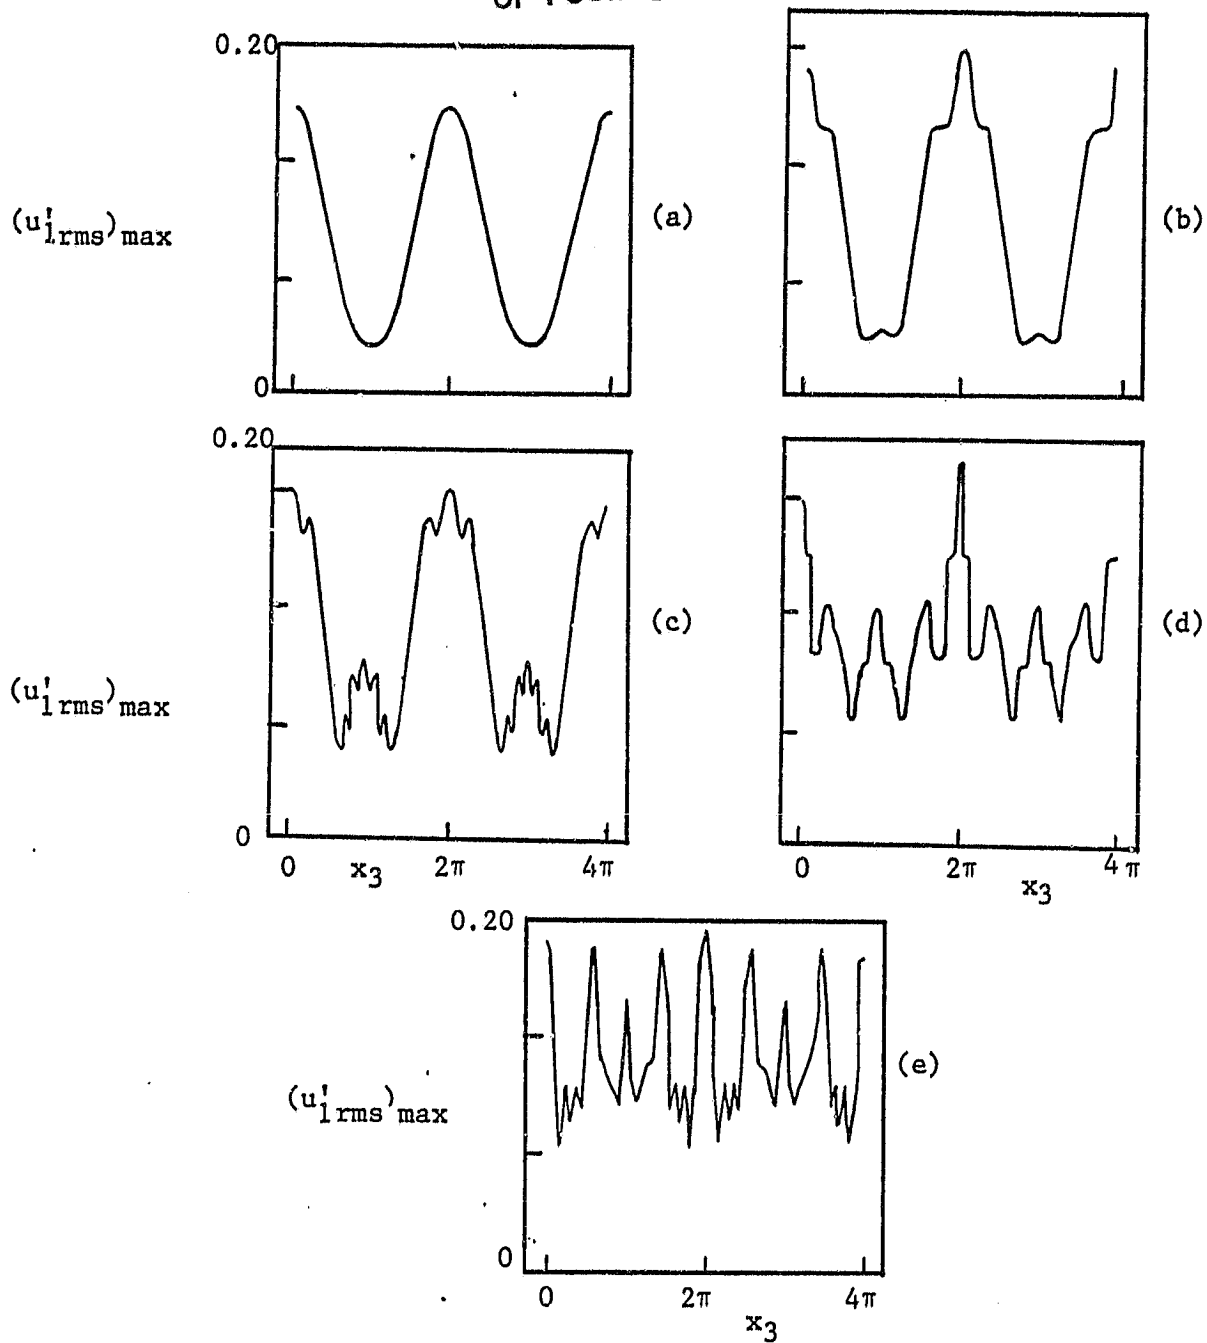 0.20
(u'1rms)max
(a)
(b)
0
0.20
(u'1rms)max
(c)
(d)
0
0 x3 2π 4π
0 2π 4π
x3
0.20
(u'1rms)max
(e)
0
0 2π 4π
x3